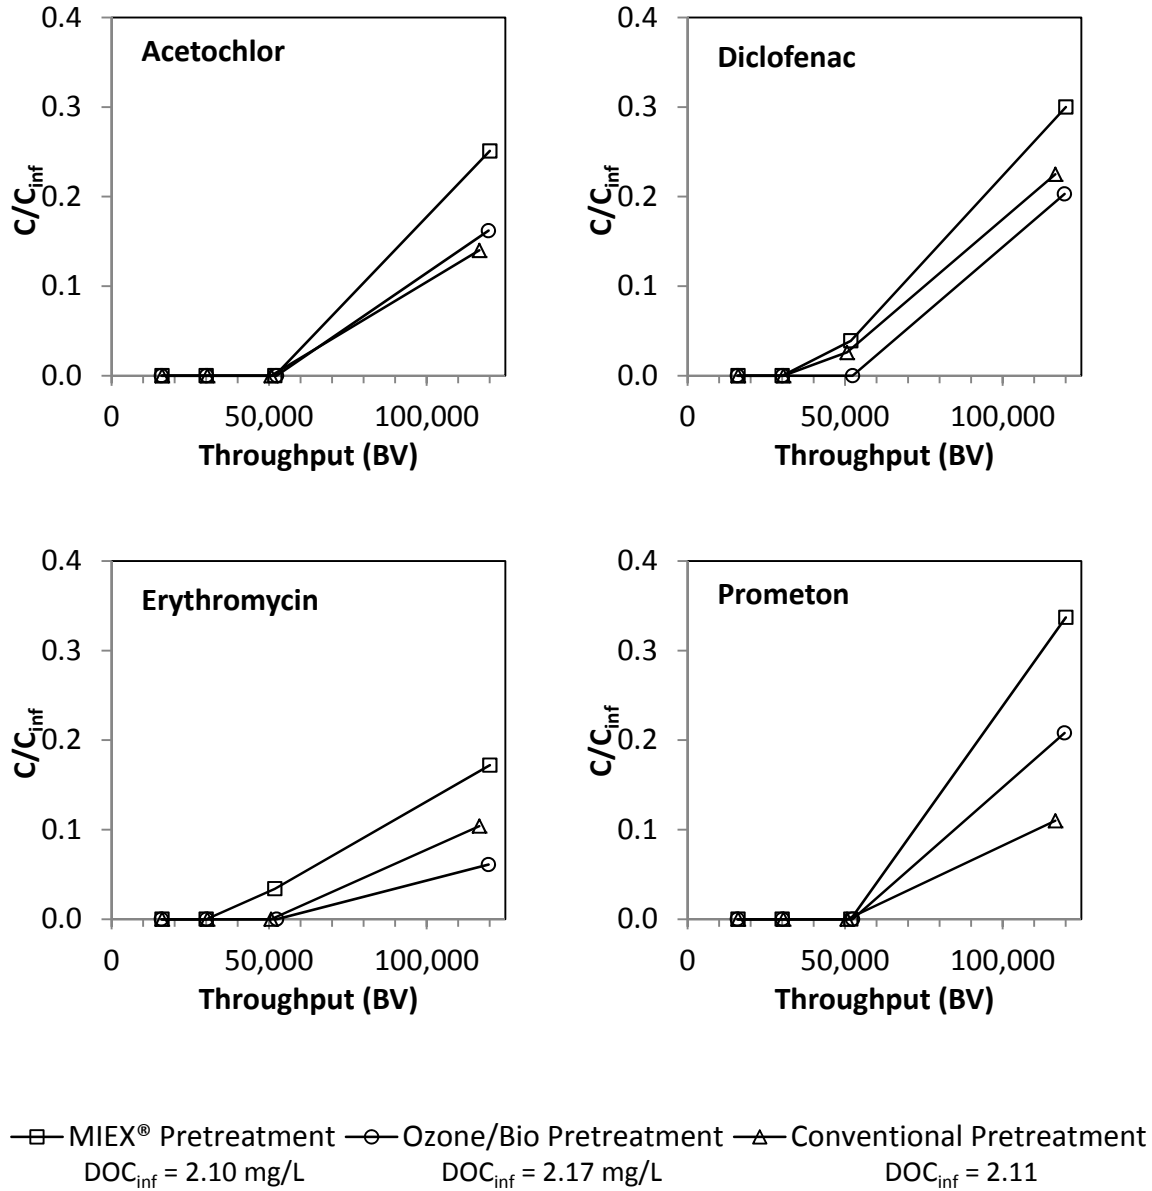 0.4
0.3
0.2
0.1
0.0
C/Cinf
Acetochlor
0 50,000 100,000
Throughput (BV)
0.4
0.3
0.2
0.1
0.0
C/Cinf
Diclofenac
0 50,000 100,000
Throughput (BV)
0.4
0.3
0.2
0.1
0.0
C/Cinf
Erythromycin
0 50,000 100,000
Throughput (BV)
0.4
0.3
0.2
0.1
0.0
C/Cinf
Prometon
0 50,000 100,000
Throughput (BV)
MIEX® Pretreatment Ozone/Bio Pretreatment Conventional Pretreatment
DOCinf = 2.10 mg/L DOCinf = 2.17 mg/L DOCinf = 2.11